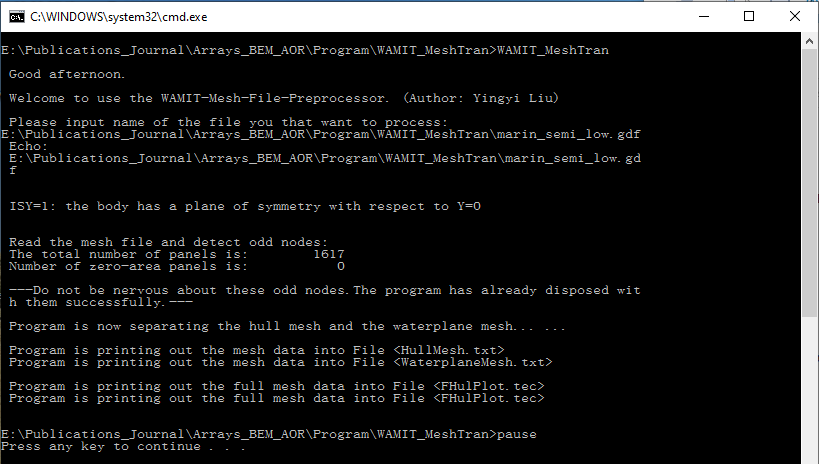 C:\WINDOWS\system32\cmd.exe
E:\Publications_Journal\Arrays_BEM_AOR\Program\WAMIT_MeshTran>WAMIT_MeshTran
Good afternoon.
Welcome to use the WAMIT-Mesh-File-Preprocessor. (Author: Yingyi Liu)
Please input name of the file you that want to process:
E:\Publications_Journal\Arrays_BEM_AOR\Program\WAMIT_MeshTran\marin_semi_low.gdf
Echo:
E:\Publications_Journal\Arrays_BEM_AOR\Program\WAMIT_MeshTran\marin_semi_low.gd
f
ISY=1: the body has a plane of symmetry with respect to Y=0
Read the mesh file and detect odd nodes:
The total number of panels is: 1617
Number of zero-area panels is: 0
---Do not be nervous about these odd nodes.The program has already disposed wit
h them successfully.---
Program is now separating the hull mesh and the waterplane mesh... ...
Program is printing out the mesh data into File <HullMesh.txt>
Program is printing out the mesh data into File <WaterplaneMesh.txt>
Program is printing out the full mesh data into File <FHulPlot.tec>
Program is printing out the full mesh data into File <FHulPlot.tec>
E:\Publications_Journal\Arrays_BEM_AOR\Program\WAMIT_MeshTran>pause
Press any key to continue . . .